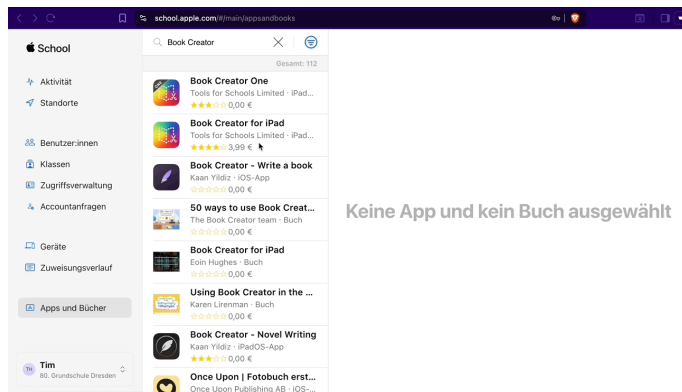 school.apple.com/#/main/appsandbooks
School
Aktivität
Standorte
Benutzer:innen
Klassen
Zugriffsverwaltung
Accountanfragen
Geräte
Zuweisungsverlauf
Apps und Bücher
TH
Tim
80. Grundschule Dresden
Book Creator
Gesamt: 112
Book Creator One
Tools for Schools Limited · iPad...
★★★☆☆ 0,00 €
Book Creator for iPad
Tools for Schools Limited · iPad...
★★★★☆ 3,99 €
Book Creator - Write a book
Kaan Yildiz · iOS-App
☆☆☆☆☆ 0,00 €
50 ways to use Book Creat...
The Book Creator team · Buch
☆☆☆☆☆ 0,00 €
Book Creator for iPad
Eoin Hughes · Buch
☆☆☆☆☆ 0,00 €
Using Book Creator in the ...
Karen Lirenman · Buch
☆☆☆☆☆ 0,00 €
Book Creator - Novel Writing
Kaan Yildiz · iPadOS-App
★★★☆☆ 0,00 €
Once Upon | Fotobuch erst...
Once Upon Publishing AB · iOS-...
Keine App und kein Buch ausgewählt